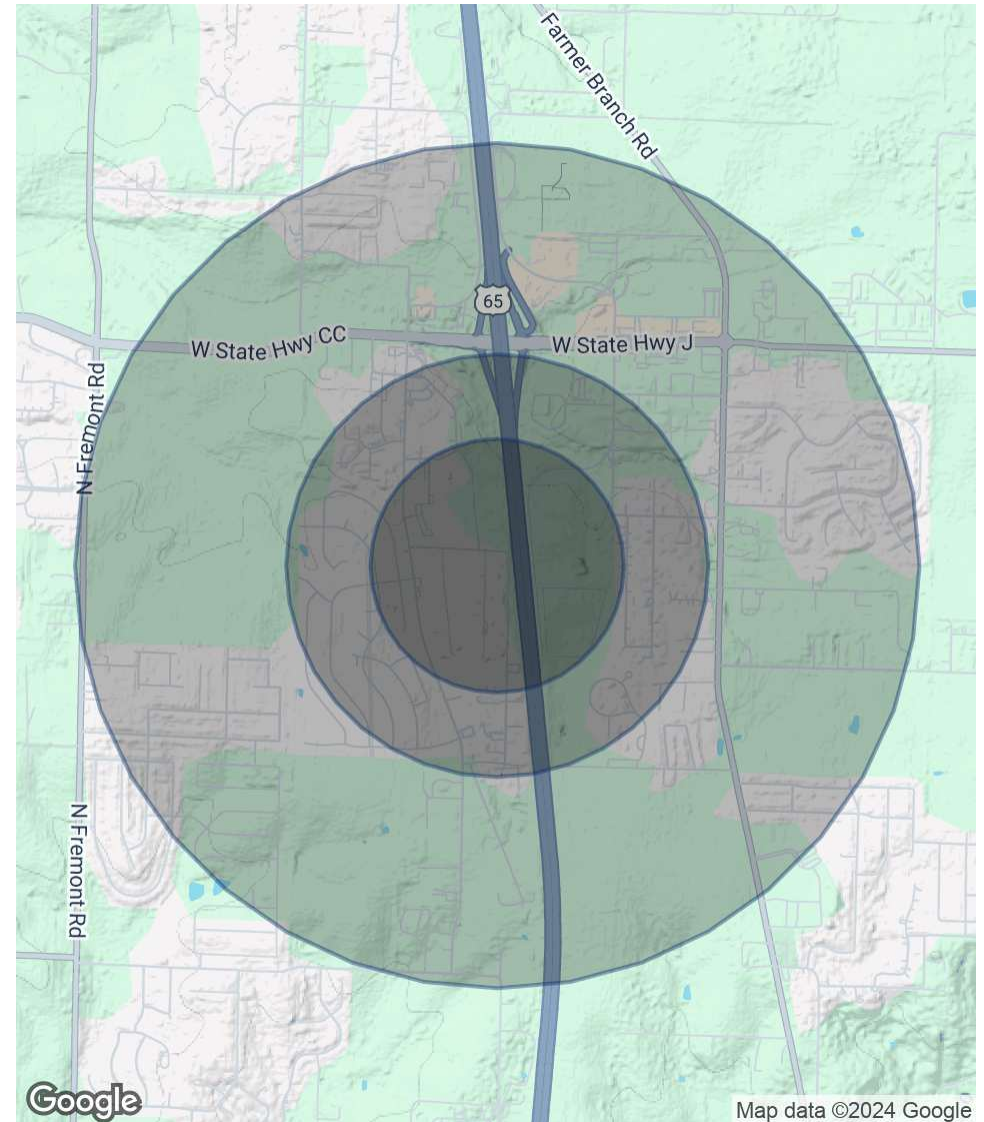 Farmer Branch Rd
65
W State Hwy CC
W State Hwy J
N Fremont Rd
N Fremont Rd
Google
Map data ©2024 Google